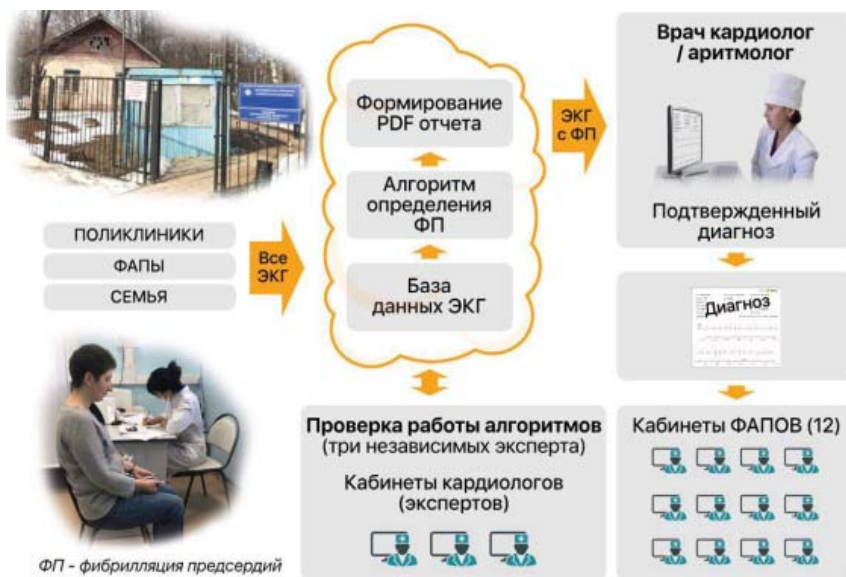 ПОЛИКЛИНИКИ
ФАПЫ
СЕМЬЯ
Все
ЭКГ
Формирование
PDF отчета
Алгоритм
определения
ФП
База
данных ЭКГ
ЭКГ
с ФП
Врач кардиолог
/ аритмолог
Подтвержденный
диагноз
Диагноз
Проверка работы алгоритмов
(три независимых эксперта)
Кабинеты кардиологов
(экспертов)
Кабинеты ФАПОВ (12)
ФП - фибрилляция предсердий